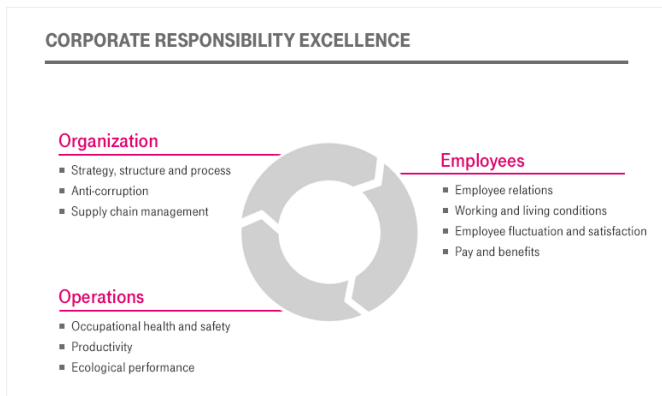 CORPORATE RESPONSIBILITY EXCELLENCE
Organization
Strategy, structure and process
Anti-corruption
Supply chain management
Employees
Employee relations
Working and living conditions
Employee fluctuation and satisfaction
Pay and benefits
Operations
Occupational health and safety
Productivity
Ecological performance